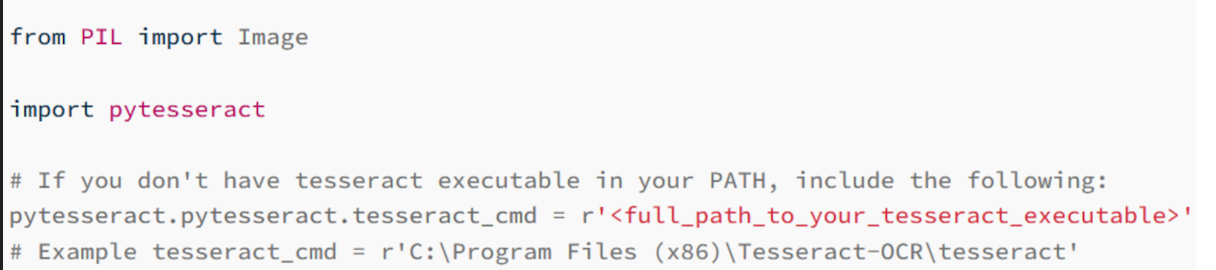 from PIL import Image
import pytesseract
# If you don't have tesseract executable in your PATH, include the following:
pytesseract.pytesseract.tesseract_cmd = r'<full_path_to_your_tesseract_executable>'
# Example tesseract_cmd = r'C:\Program Files (x86)\Tesseract-OCR\tesseract'